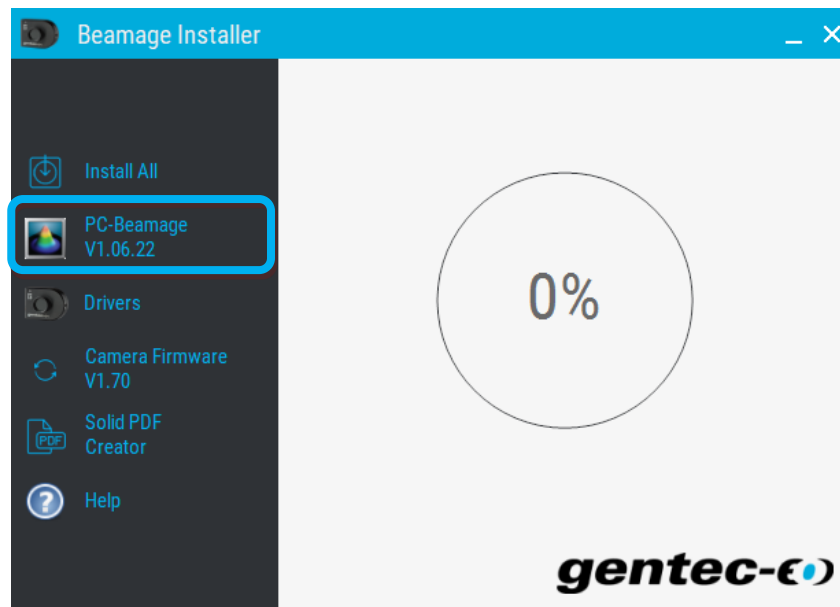 Beamage Installer
Install All
PC-Beamage
V1.06.22
Drivers
Camera Firmware
V1.70
PDF
Solid PDF
Creator
? Help
0%
gentec-eo